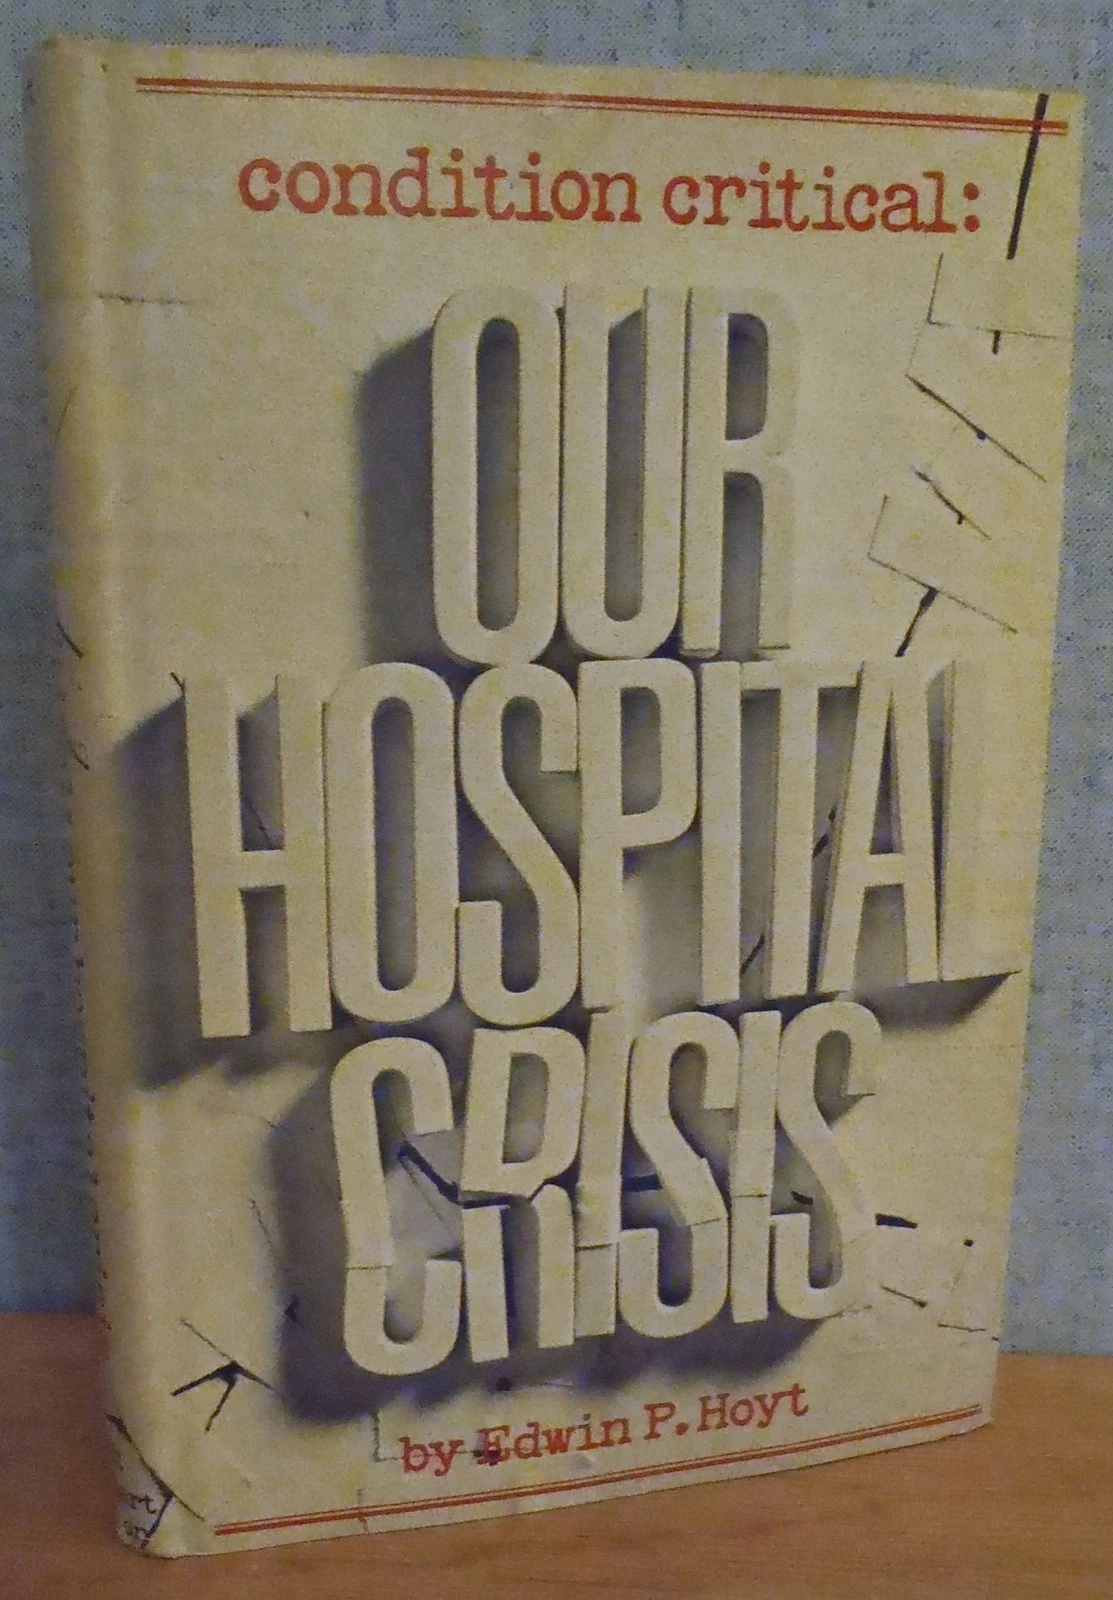 condition critical:
OUR
HOSPITAL
CRISIS
by Edwin P. Hoyt